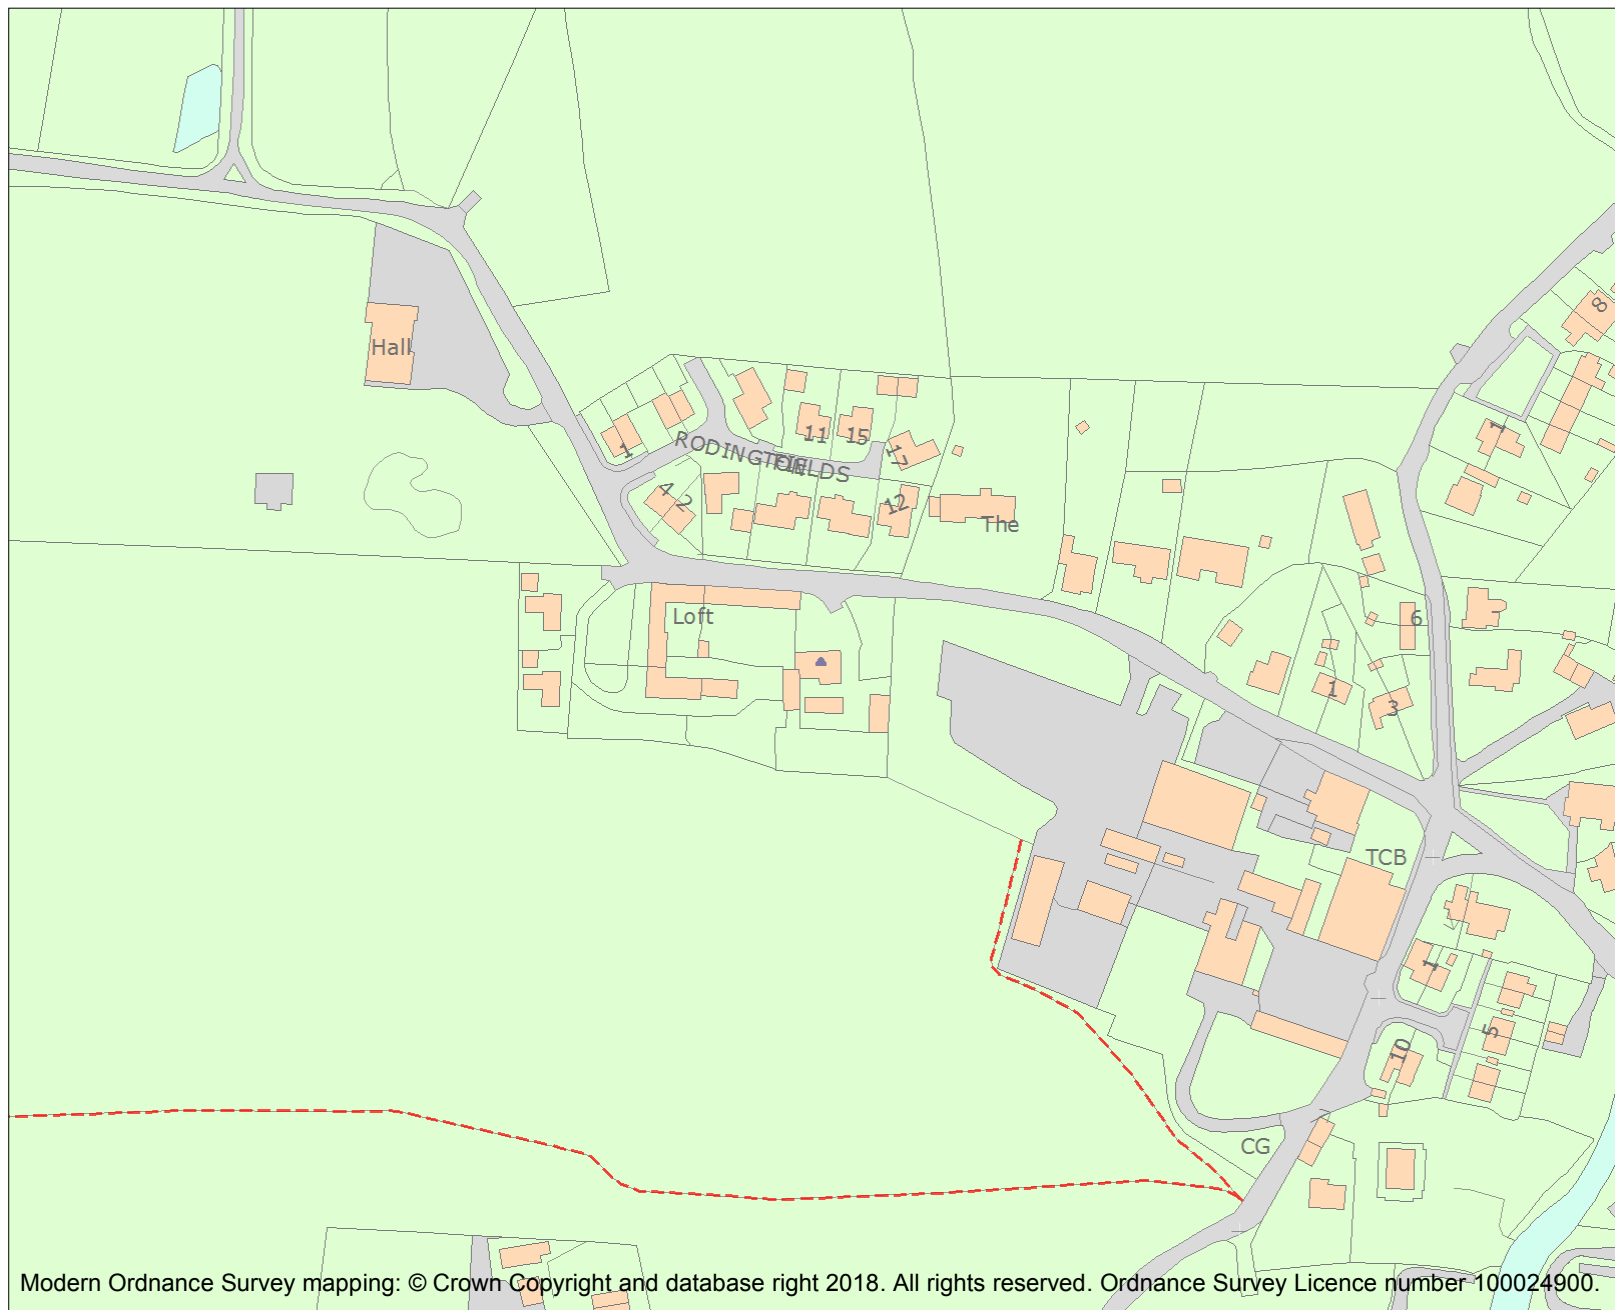 8
Hall
1
1
RODINGTON
FIELDS
11
15
17
4
2
12
The
6
Loft
1
3
TCB
1
5
10
CG
Modern Ordnance Survey mapping: © Crown Copyright and database right 2018. All rights reserved. Ordnance Survey Licence number 100024900.